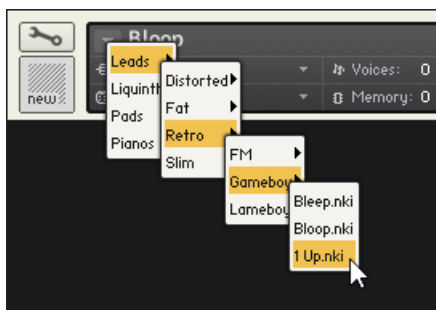 Bloop
Leads
Liquinth
Pads
Pianos
Distorted
Fat
Retro
Slim
FM
Gameboy
Lameboy
Bleep.nki
Bloop.nki
1 Up.nki
Voices: 0
Memory: 0
new